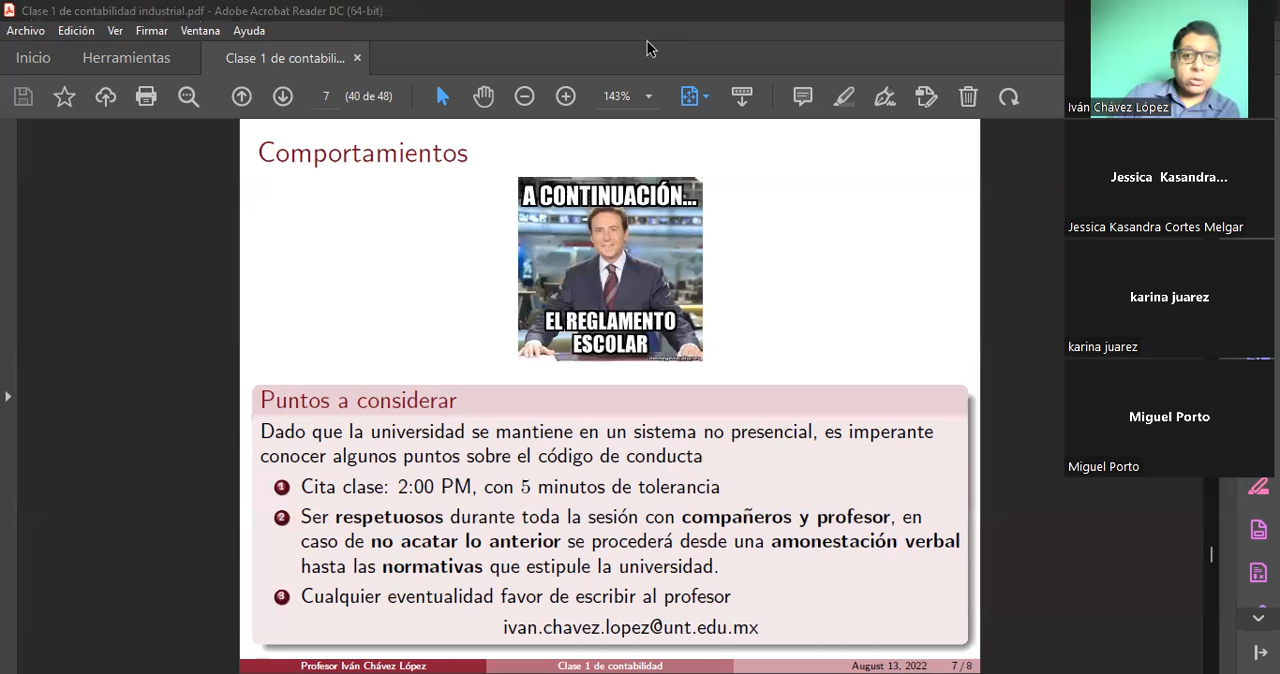 Clase 1 de contabilidad industrial.pdf - Adobe Acrobat Reader DC (64-bit)
Archivo Edición Ver Firmar Ventana Ayuda
Inicio Herramientas Clase 1 de contabili... ×
7 (40 de 48) 143%
Comportamientos
A CONTINUACIÓN...
EL REGLAMENTO
ESCOLAR
Puntos a considerar
Dado que la universidad se mantiene en un sistema no presencial, es imperante
conocer algunos puntos sobre el código de conducta
1 Cita clase: 2:00 PM, con 5 minutos de tolerancia
2 Ser respetuosos durante toda la sesión con compañeros y profesor, en
caso de no acatar lo anterior se procederá desde una amonestación verbal
hasta las normativas que estipule la universidad.
3 Cualquier eventualidad favor de escribir al profesor
ivan.chavez.lopez@unt.edu.mx
Profesor Iván Chávez López Clase 1 de contabilidad August 13, 2022 7 / 8
Iván Chávez López
Jessica Kasandra...
Jessica Kasandra Cortes Melgar
karina juarez
karina juarez
Miguel Porto
Miguel Porto